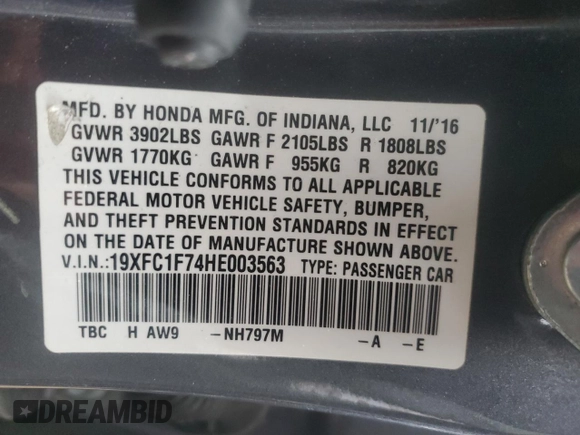 MFD. BY HONDA MFG. OF INDIANA, LLC 11/'16
GVWR 3902LBS GAWR F 2105LBS R 1808LBS
GVWR 1770KG GAWR F 955KG R 820KG
THIS VEHICLE CONFORMS TO ALL APPLICABLE
FEDERAL MOTOR VEHICLE SAFETY, BUMPER,
AND THEFT PREVENTION STANDARDS IN EFFECT
ON THE DATE OF MANUFACTURE SHOWN ABOVE.
V.I.N.:19XFC1F74HE003563 TYPE: PASSENGER CAR
TBC H AW9 -NH797M -A -E
DREAMBID